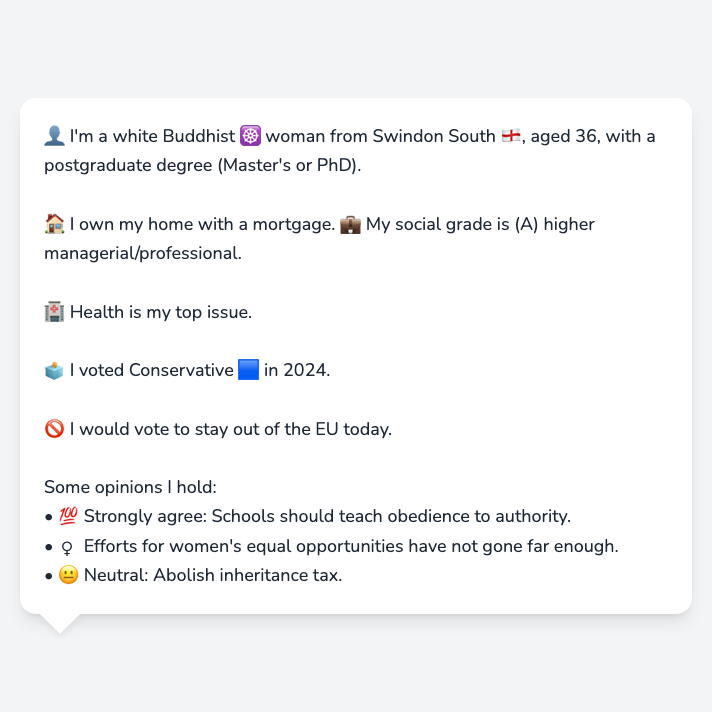 👤 I'm a white Buddhist ☸️ woman from Swindon South 🏴󠁧󠁢󠁥󠁮󠁧󠁿, aged 36, with a
postgraduate degree (Master's or PhD).
🏠 I own my home with a mortgage. 💼 My social grade is (A) higher
managerial/professional.
🏥 Health is my top issue.
🗳️ I voted Conservative 🟦 in 2024.
🚫 I would vote to stay out of the EU today.
Some opinions I hold:
• 💯 Strongly agree: Schools should teach obedience to authority.
• ♀ Efforts for women's equal opportunities have not gone far enough.
• 😐 Neutral: Abolish inheritance tax.